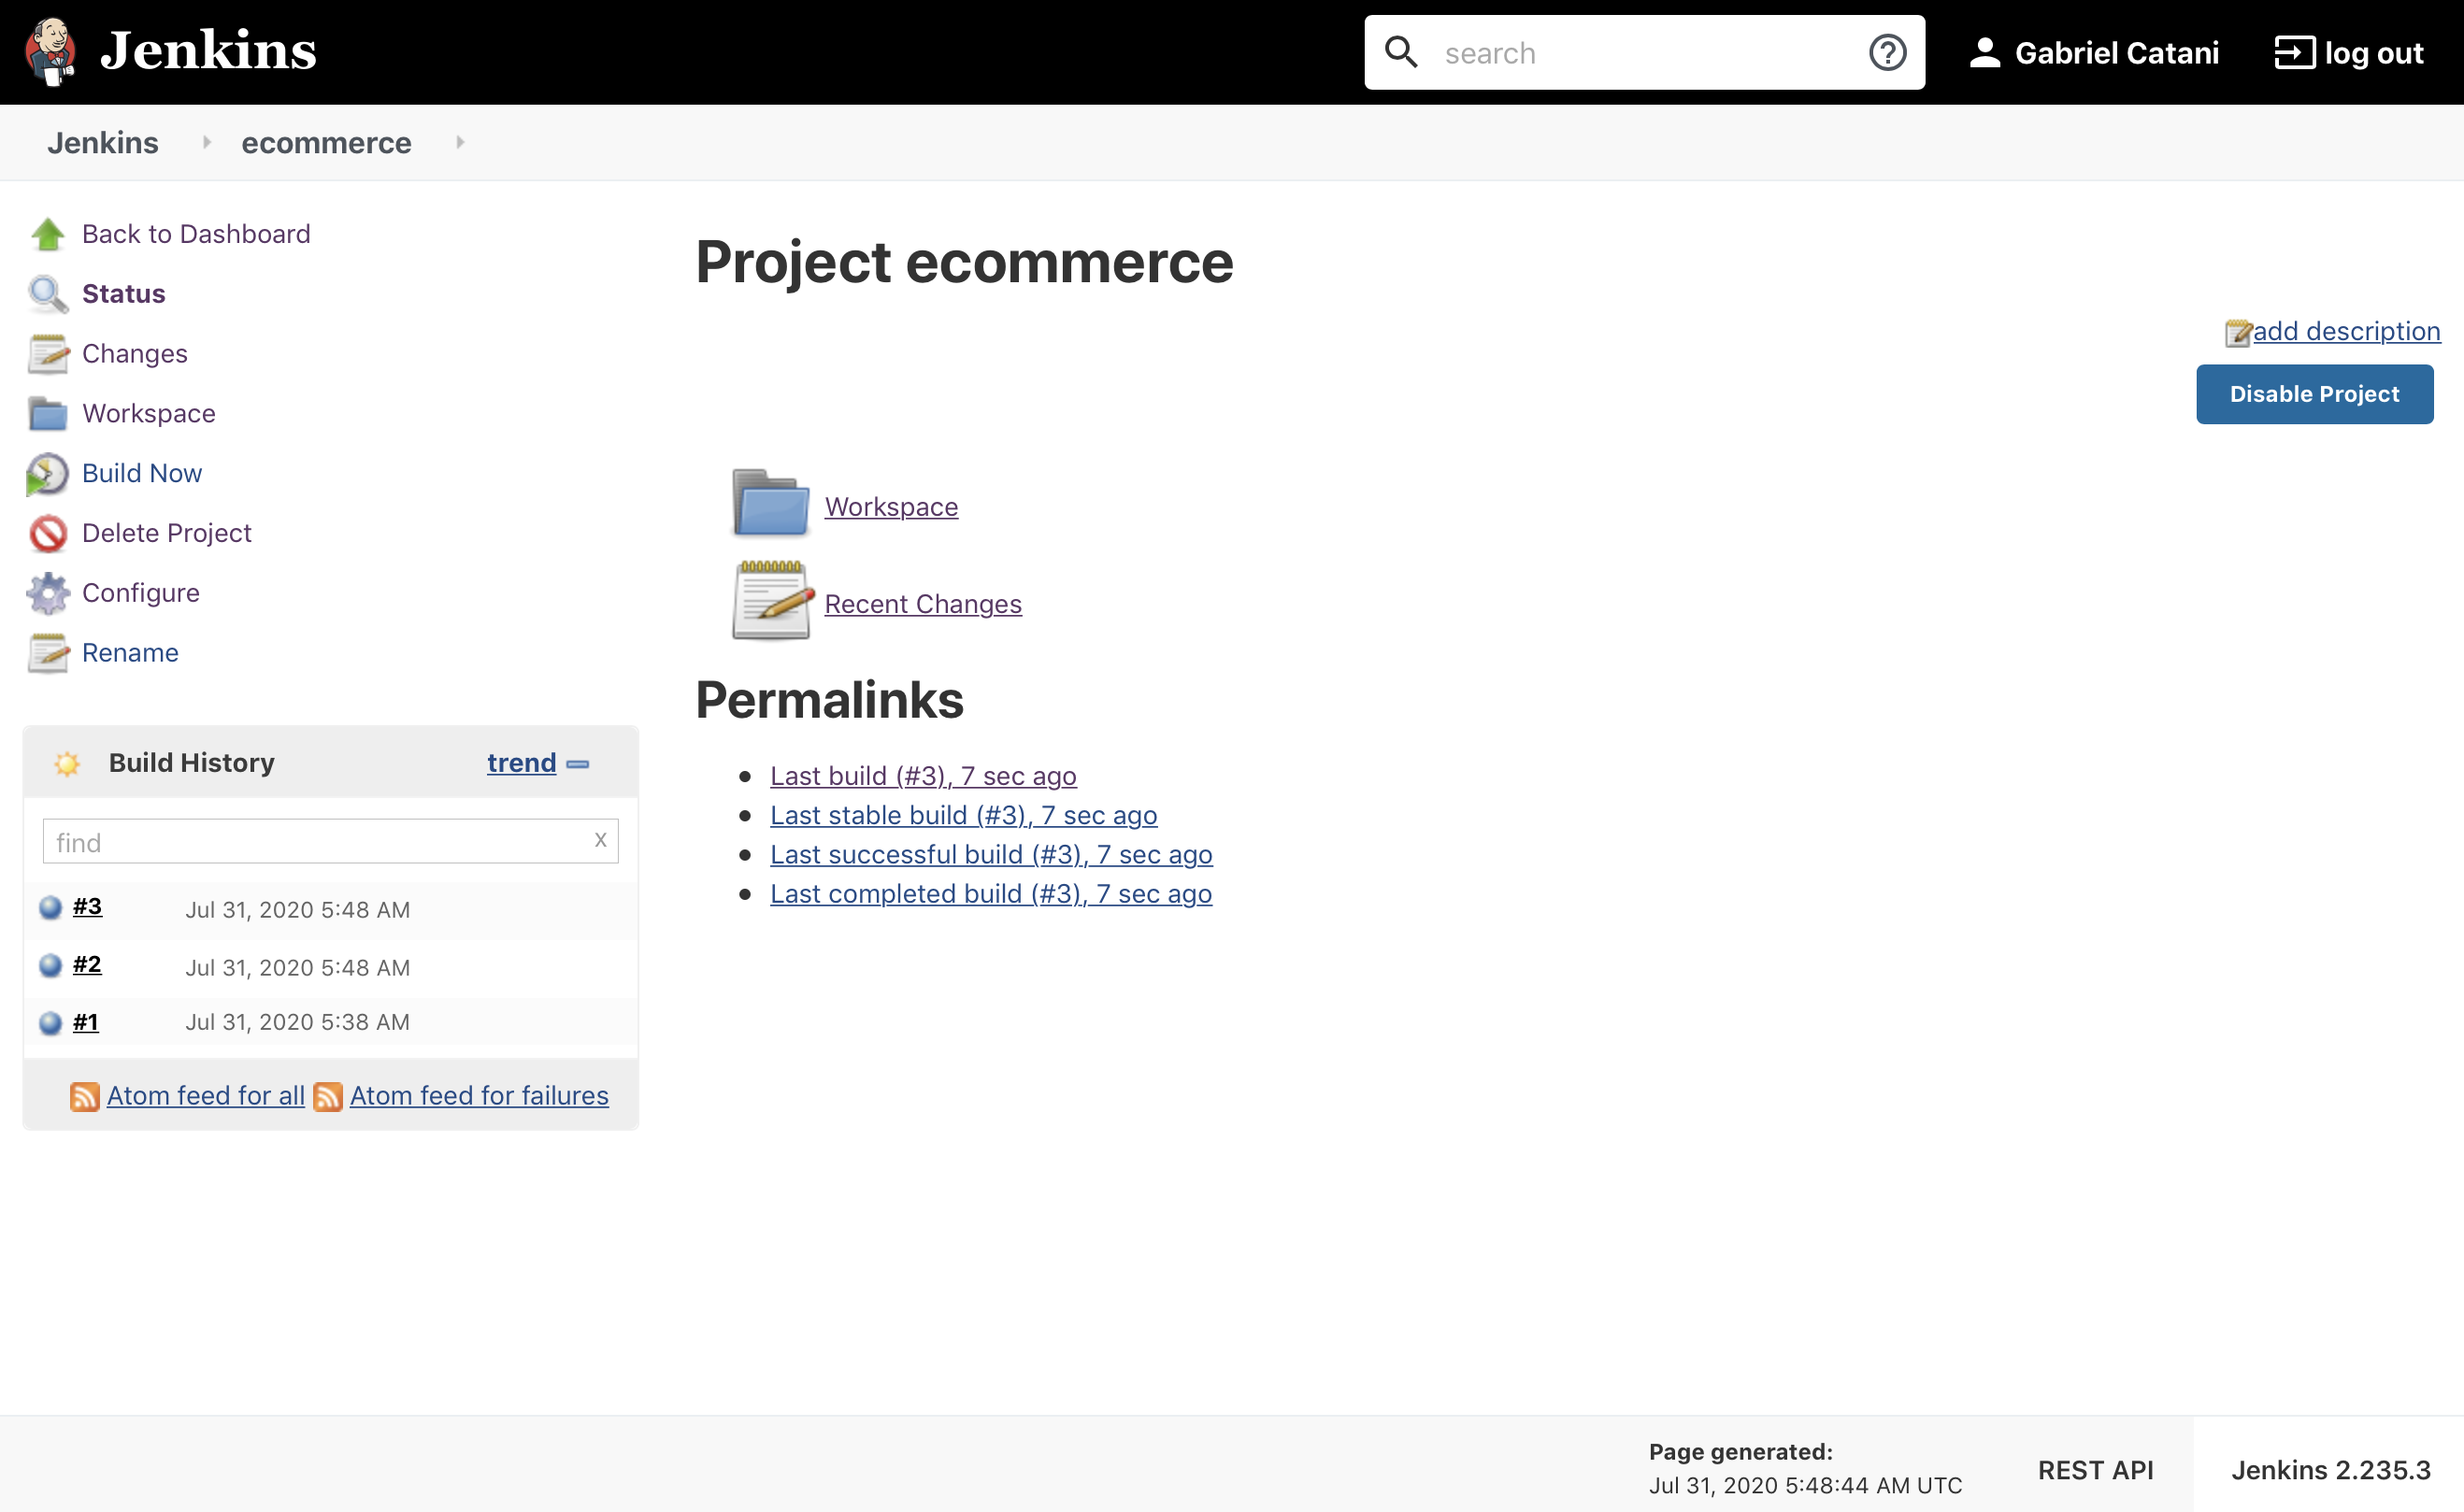 Jenkins
search
Gabriel Catani
log out
Jenkins
ecommerce
Back to Dashboard
Status
Changes
Workspace
Build Now
Delete Project
Configure
Rename
Build History
trend
find
x
#3 Jul 31, 2020 5:48 AM
#2 Jul 31, 2020 5:48 AM
#1 Jul 31, 2020 5:38 AM
Atom feed for all Atom feed for failures
Project ecommerce
add description
Disable Project
Workspace
Recent Changes
Permalinks
Last build (#3), 7 sec ago
Last stable build (#3), 7 sec ago
Last successful build (#3), 7 sec ago
Last completed build (#3), 7 sec ago
Page generated:
Jul 31, 2020 5:48:44 AM UTC
REST API
Jenkins 2.235.3